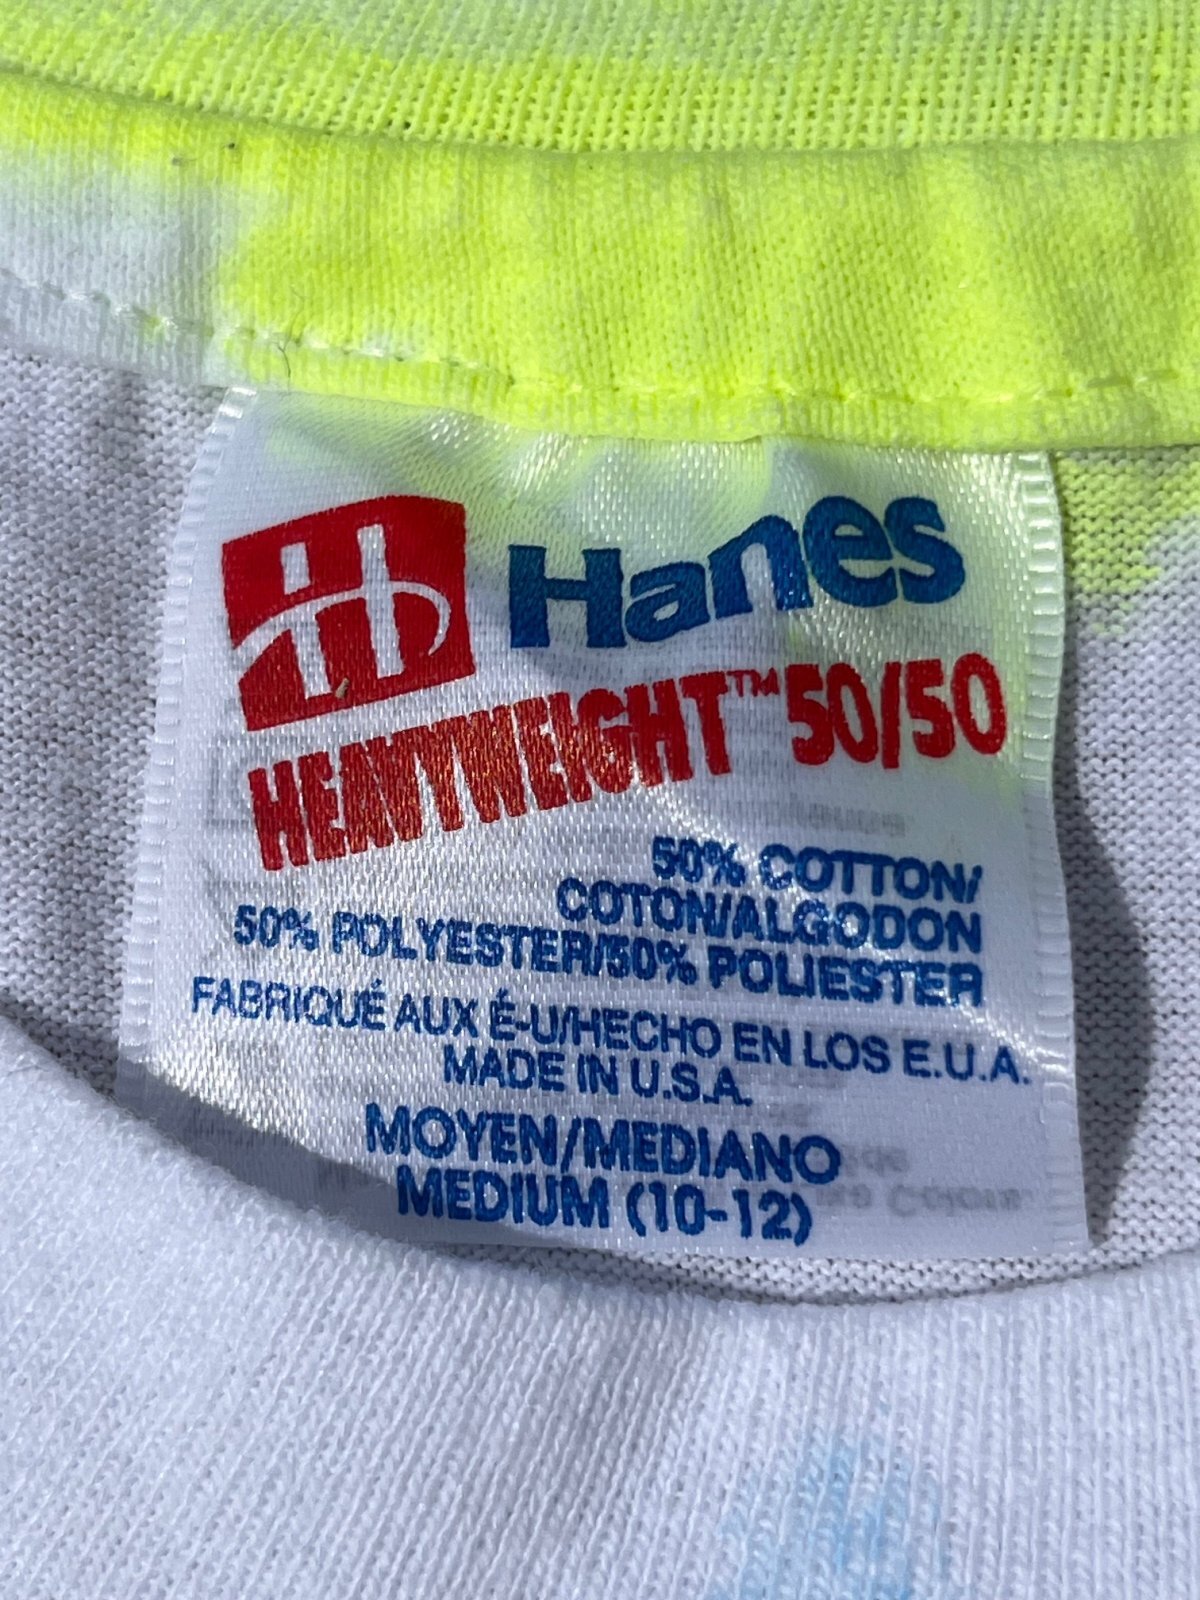 Hanes
HEAVYWEIGHT™ 50/50
50% COTTON/
COTON/ALGODON
50% POLYESTER/50% POLIESTER
FABRIQUÉ AUX É-U/HECHO EN LOS E.U.A.
MADE IN U.S.A.
MOYEN/MEDIANO
MEDIUM (10-12)